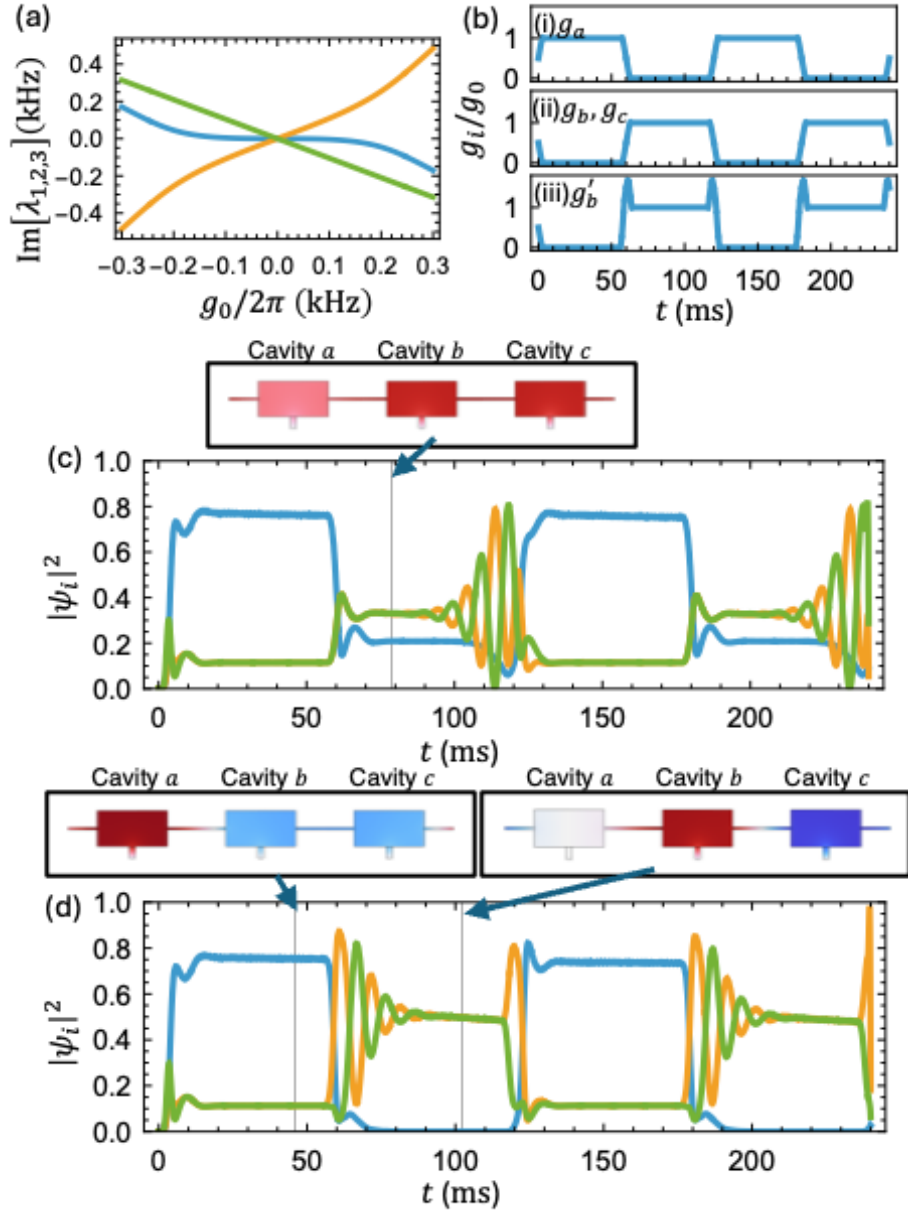 (a)
Im[λ1,2,3](kHz)
0.4
0.2
0.0
−0.2
−0.4
−0.3 −0.2 −0.1 0.0 0.1 0.2 0.3
g0/2π (kHz)
(b)
gi/g0
(i)ga
1
0
(ii)gb, gc
1
0
(iii)g′b
1
0
0 50 100 150 200
t (ms)
Cavity a Cavity b Cavity c
(c)
|ψi|2
1.0
0.8
0.6
0.4
0.2
0.0
0 50 100 150 200
t (ms)
Cavity a Cavity b Cavity c
Cavity a Cavity b Cavity c
(d)
|ψi|2
1.0
0.8
0.6
0.4
0.2
0.0
0 50 100 150 200
t (ms)